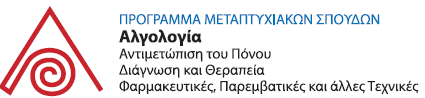 ΠΡΟΓΡΑΜΜΑ ΜΕΤΑΠΤΥΧΙΑΚΩΝ ΣΠΟΥΔΩΝ
Αλγολογία
Αντιμετώπιση του Πόνου
Διάγνωση και Θεραπεία
Φαρμακευτικές, Παρεμβατικές και άλλες Τεχνικές